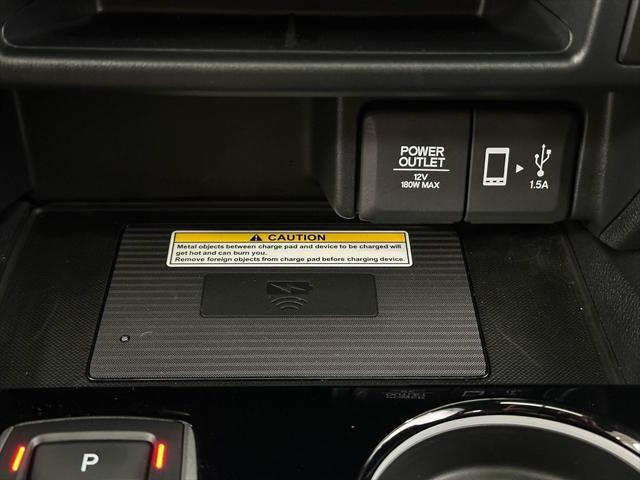 POWER
OUTLET
12V
180W MAX
1.5A
CAUTION
Metal objects between charge pad and device to be charged will
get hot and can burn you.
Remove foreign objects from charge pad before charging device.
P